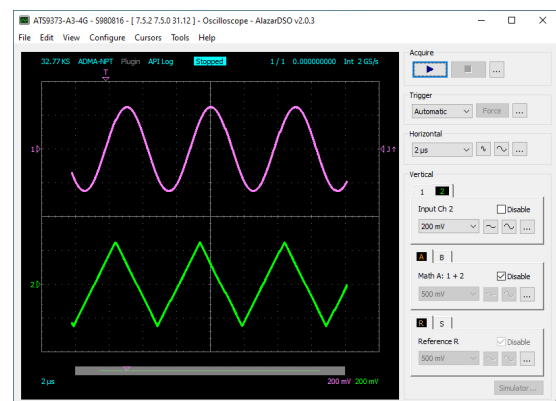 ATS9373-A3-4G - S980816 - [ 7.5.2 7.5.0 31.12 ] - Oscilloscope - AlazarDSO v2.0.3
File Edit View Configure Cursors Tools Help
32.77 KS ADMA-NPT Plugin API Log Stopped 1 / 1 0.000000000 Int 2 GS/s
T
1
J
2
2 µs 200 mV 200 mV
Acquire
...
Trigger
Automatic Force ...
Horizontal
2 µs ...
Vertical
1 2
Input Ch 2 Disable
200 mV ...
A B
Math A: 1 + 2 Disable
500 mV ...
R S
Reference R Disable
500 mV ...
Simulator ...